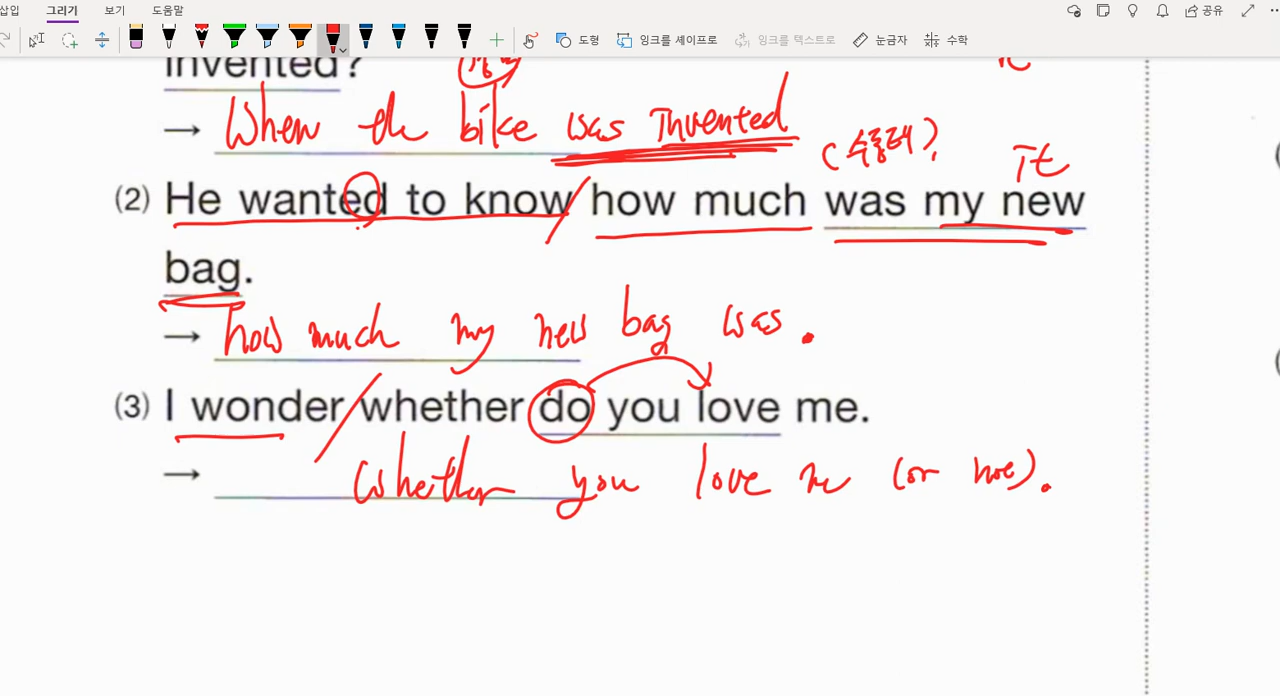 삽입 그리기 보기 도움말 공유
도형 잉크를 셰이프로 잉크를 텍스트로 눈금자 수학
invented?
→ When the bike was Invented
(수동태?) It
(2) He wanted to know how much was my new
bag.
→ how much my new bag was.
(3) I wonder whether do you love me.
→ whether you love me (or not).